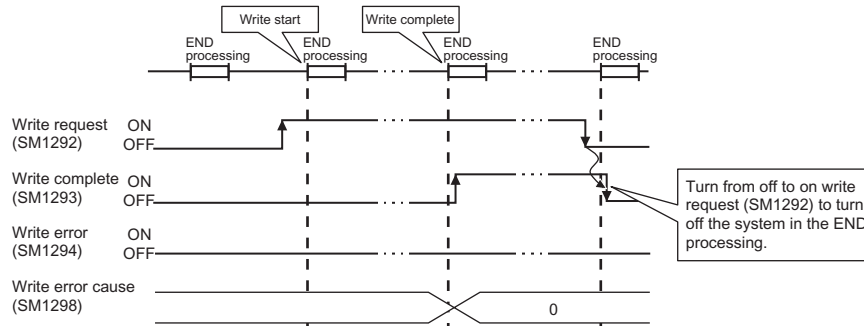 Write start
Write complete
END
processing
END
processing
END
processing
END
processing
Write request ON
(SM1292) OFF
Write complete ON
(SM1293) OFF
Write error ON
(SM1294) OFF
Write error cause
(SM1298)
0
Turn from off to on write
request (SM1292) to turn
off the system in the END
processing.